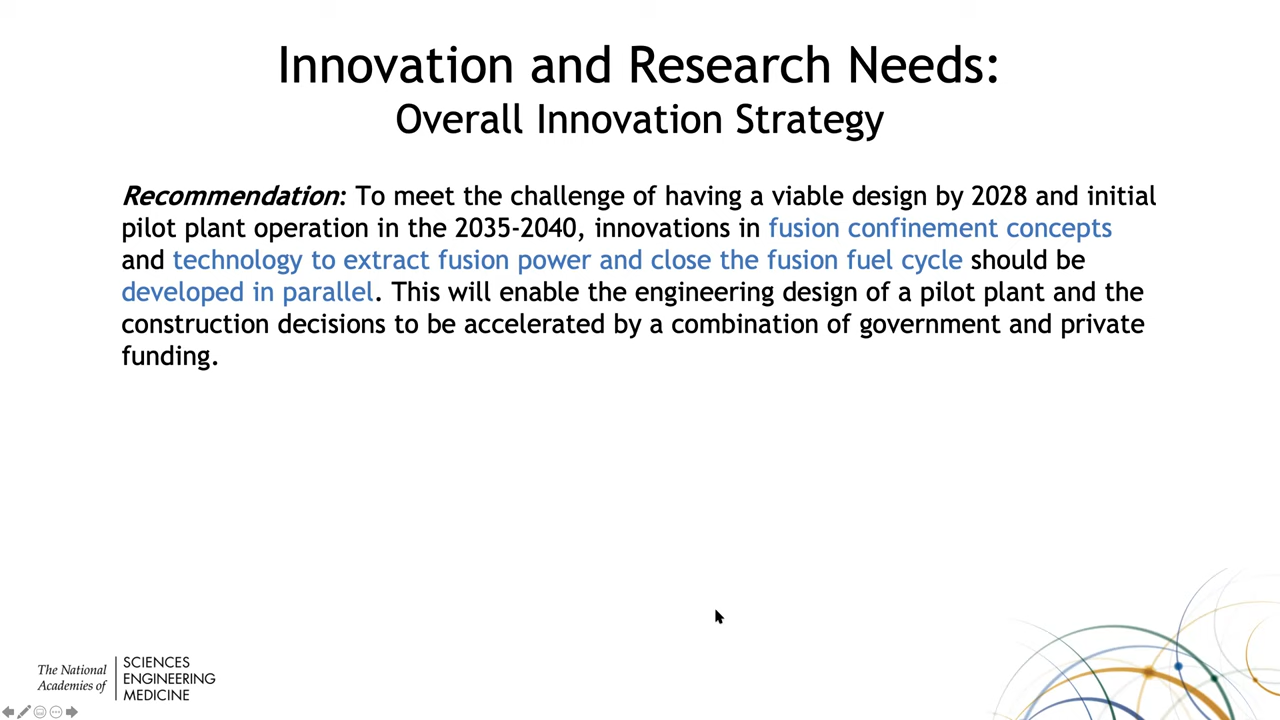 Innovation and Research Needs:
Overall Innovation Strategy
Recommendation: To meet the challenge of having a viable design by 2028 and initial
pilot plant operation in the 2035-2040, innovations in fusion confinement concepts
and technology to extract fusion power and close the fusion fuel cycle should be
developed in parallel. This will enable the engineering design of a pilot plant and the
construction decisions to be accelerated by a combination of government and private
funding.
The National
Academies of
SCIENCES
ENGINEERING
MEDICINE